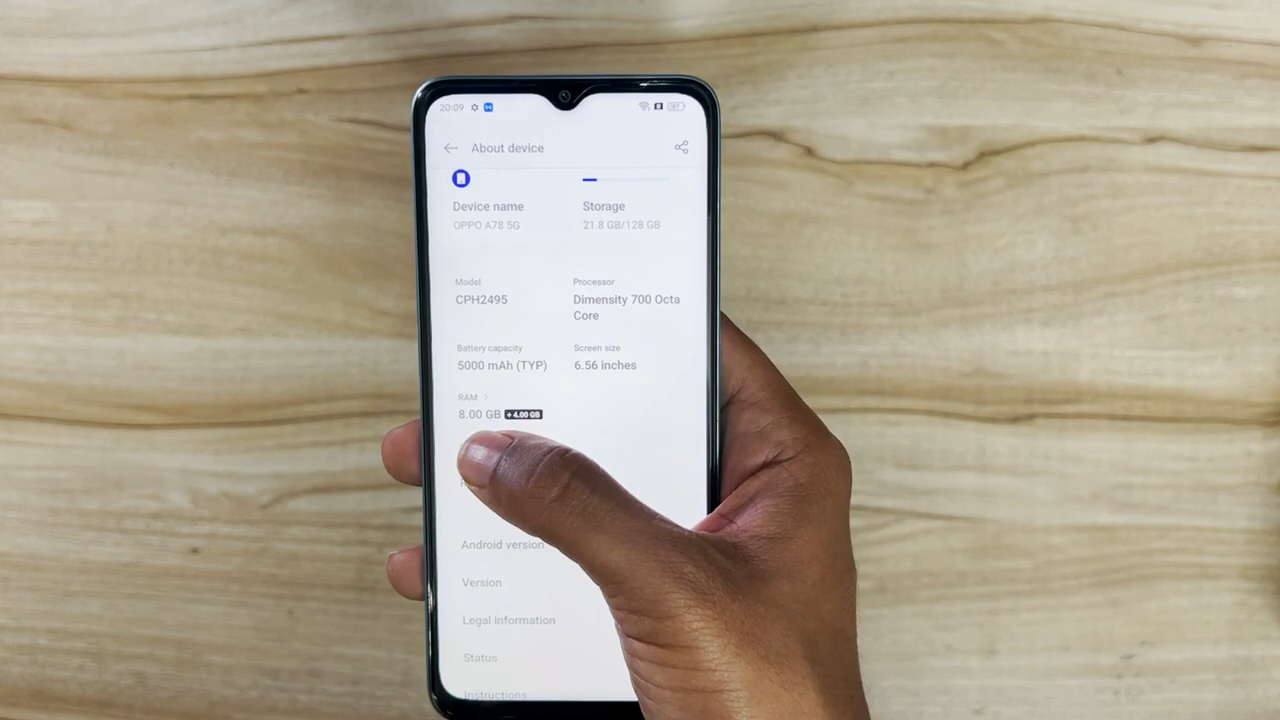 20:09
About device
Device name
Storage
OPPO A78 5G
21.8 GB/128 GB
Model
Processor
CPH2495
Dimensity 700 Octa
Core
Battery capacity
Screen size
5000 mAh (TYP)
6.56 inches
RAM
8.00 GB + 4.00 GB
Android version
Version
Legal information
Status
Instructions